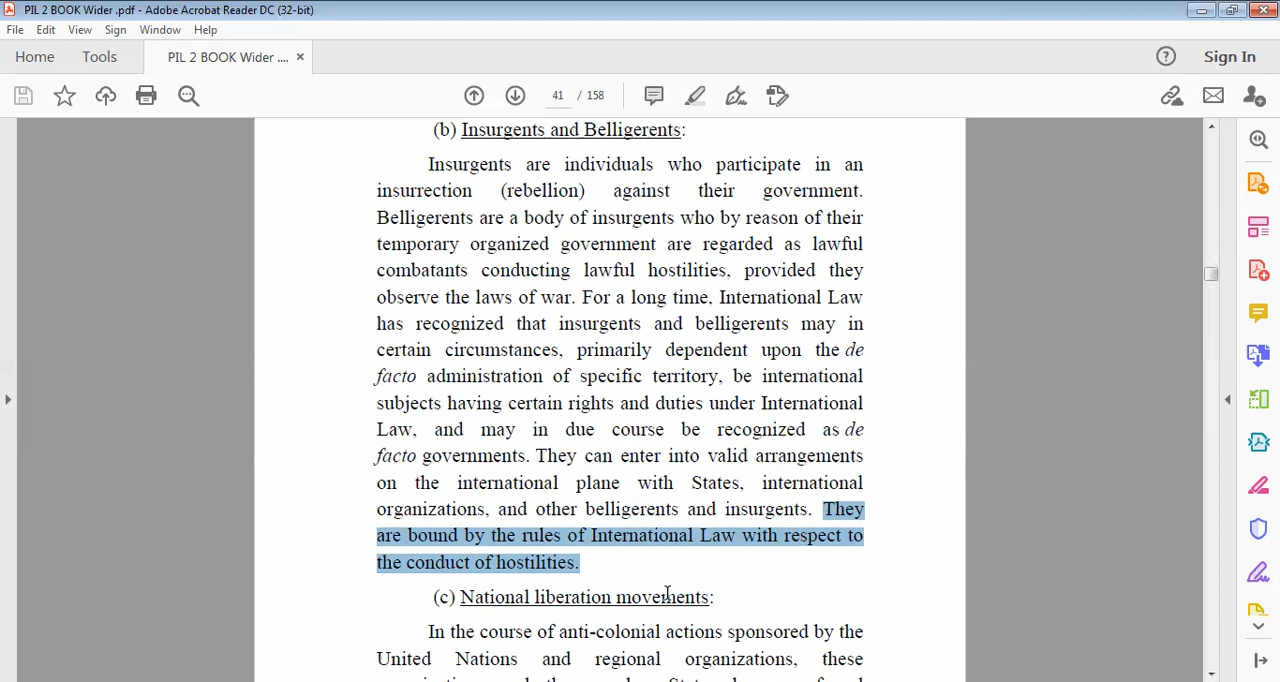 PIL 2 BOOK Wider .pdf - Adobe Acrobat Reader DC (32-bit)
File Edit View Sign Window Help
Home Tools PIL 2 BOOK Wider .... × Sign In
41 / 158
(b) Insurgents and Belligerents:
Insurgents are individuals who participate in an
insurrection (rebellion) against their government.
Belligerents are a body of insurgents who by reason of their
temporary organized government are regarded as lawful
combatants conducting lawful hostilities, provided they
observe the laws of war. For a long time, International Law
has recognized that insurgents and belligerents may in
certain circumstances, primarily dependent upon the de
facto administration of specific territory, be international
subjects having certain rights and duties under International
Law, and may in due course be recognized as de
facto governments. They can enter into valid arrangements
on the international plane with States, international
organizations, and other belligerents and insurgents. They
are bound by the rules of International Law with respect to
the conduct of hostilities.
(c) National liberation movements:
In the course of anti-colonial actions sponsored by the
United Nations and regional organizations, these